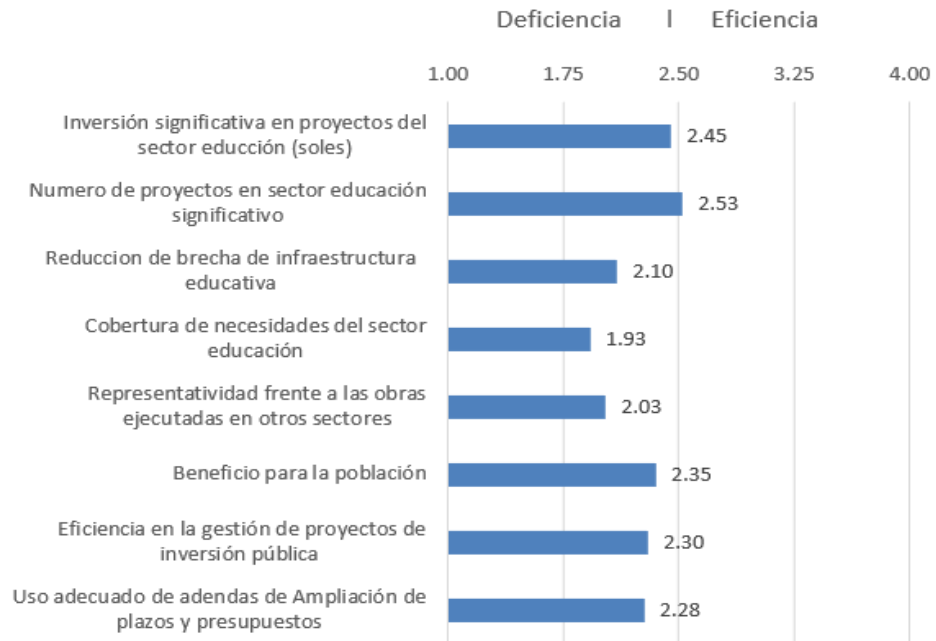 Deficiencia | Eficiencia
1.00 1.75 2.50 3.25 4.00
Inversión significativa en proyectos del
sector educción (soles)
2.45
Numero de proyectos en sector educación
significativo
2.53
Reduccion de brecha de infraestructura
educativa
2.10
Cobertura de necesidades del sector
educación
1.93
Representatividad frente a las obras
ejecutadas en otros sectores
2.03
Beneficio para la población
2.35
Eficiencia en la gestión de proyectos de
inversión pública
2.30
Uso adecuado de adendas de Ampliación de
plazos y presupuestos
2.28